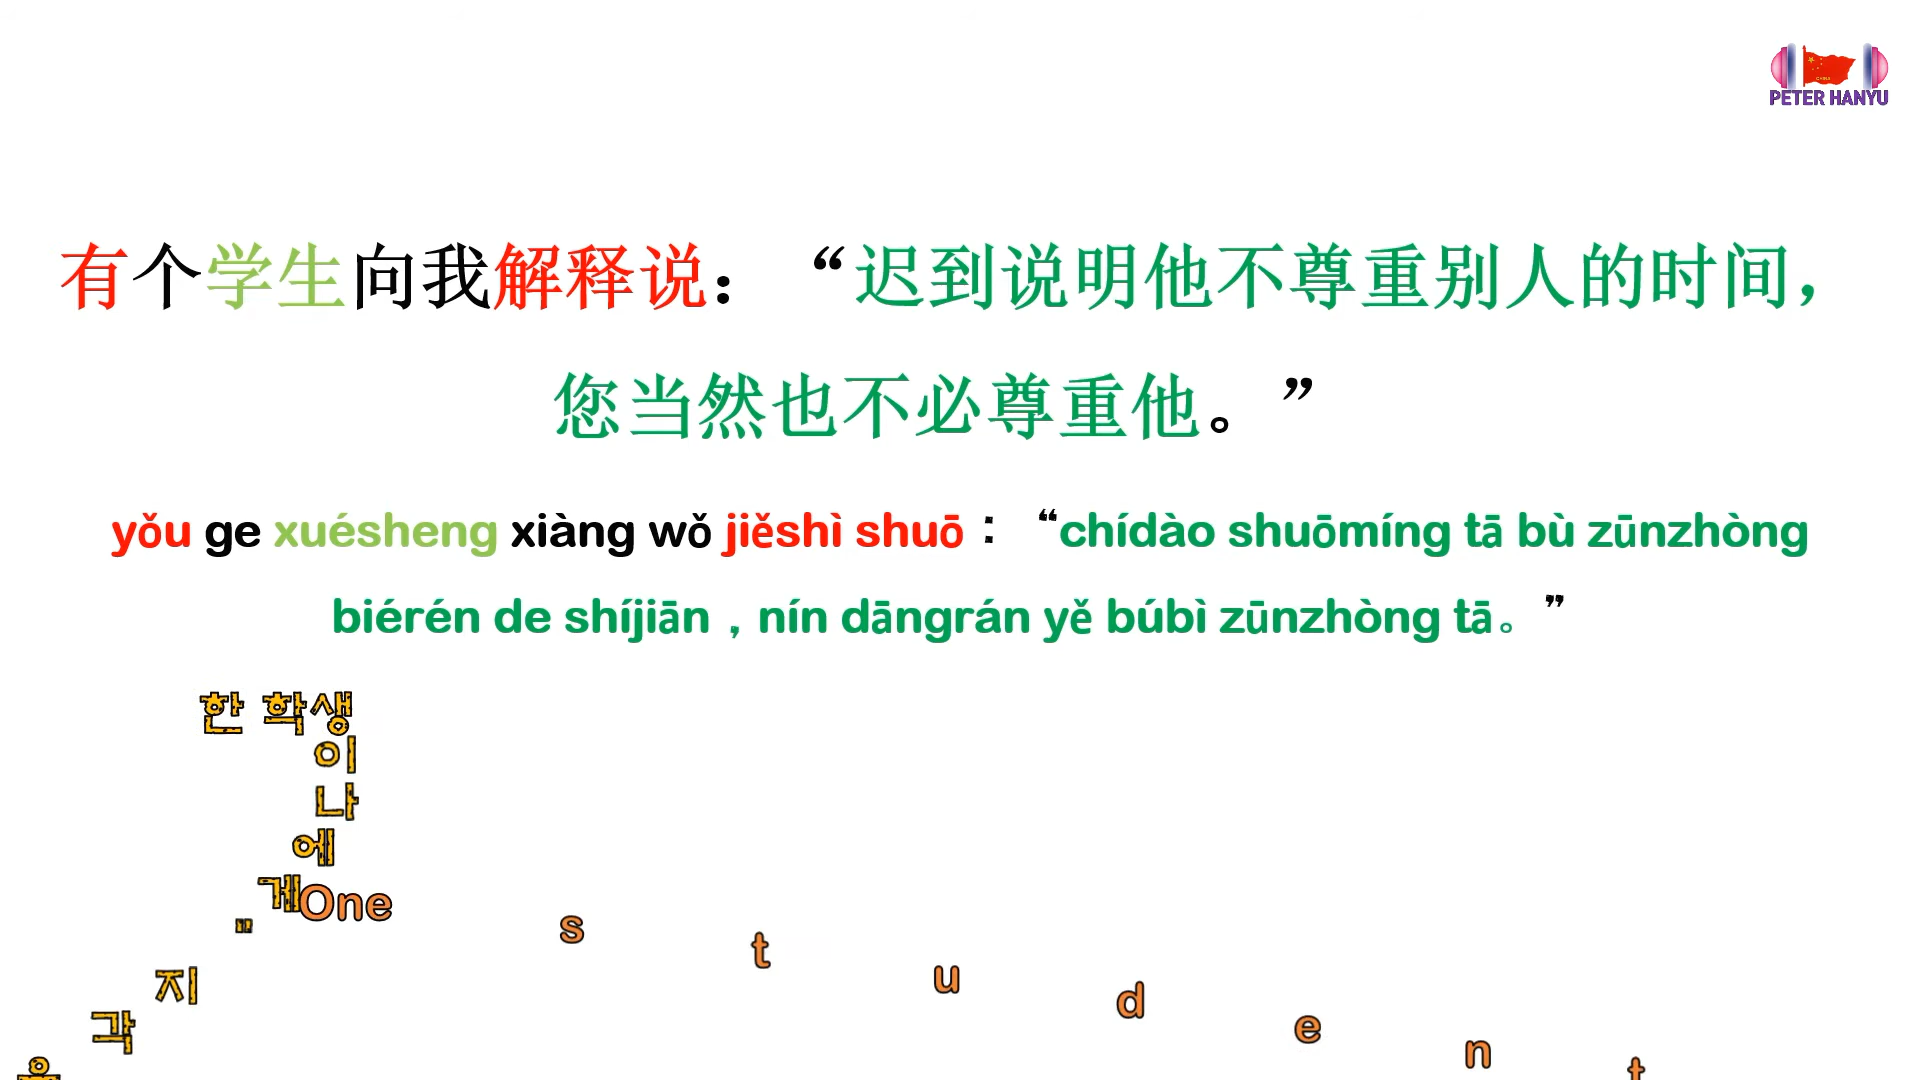 PETER HANYU
有个学生向我解释说：“迟到说明他不尊重别人的时间，
您当然也不必尊重他。”
yǒu ge xuésheng xiàng wǒ jiěshì shuō：“chídào shuōmíng tā bù zūnzhòng
biérén de shíjiān，nín dāngrán yě búbì zūnzhòng tā。”
한 학생이 나에게 "지각을
One student